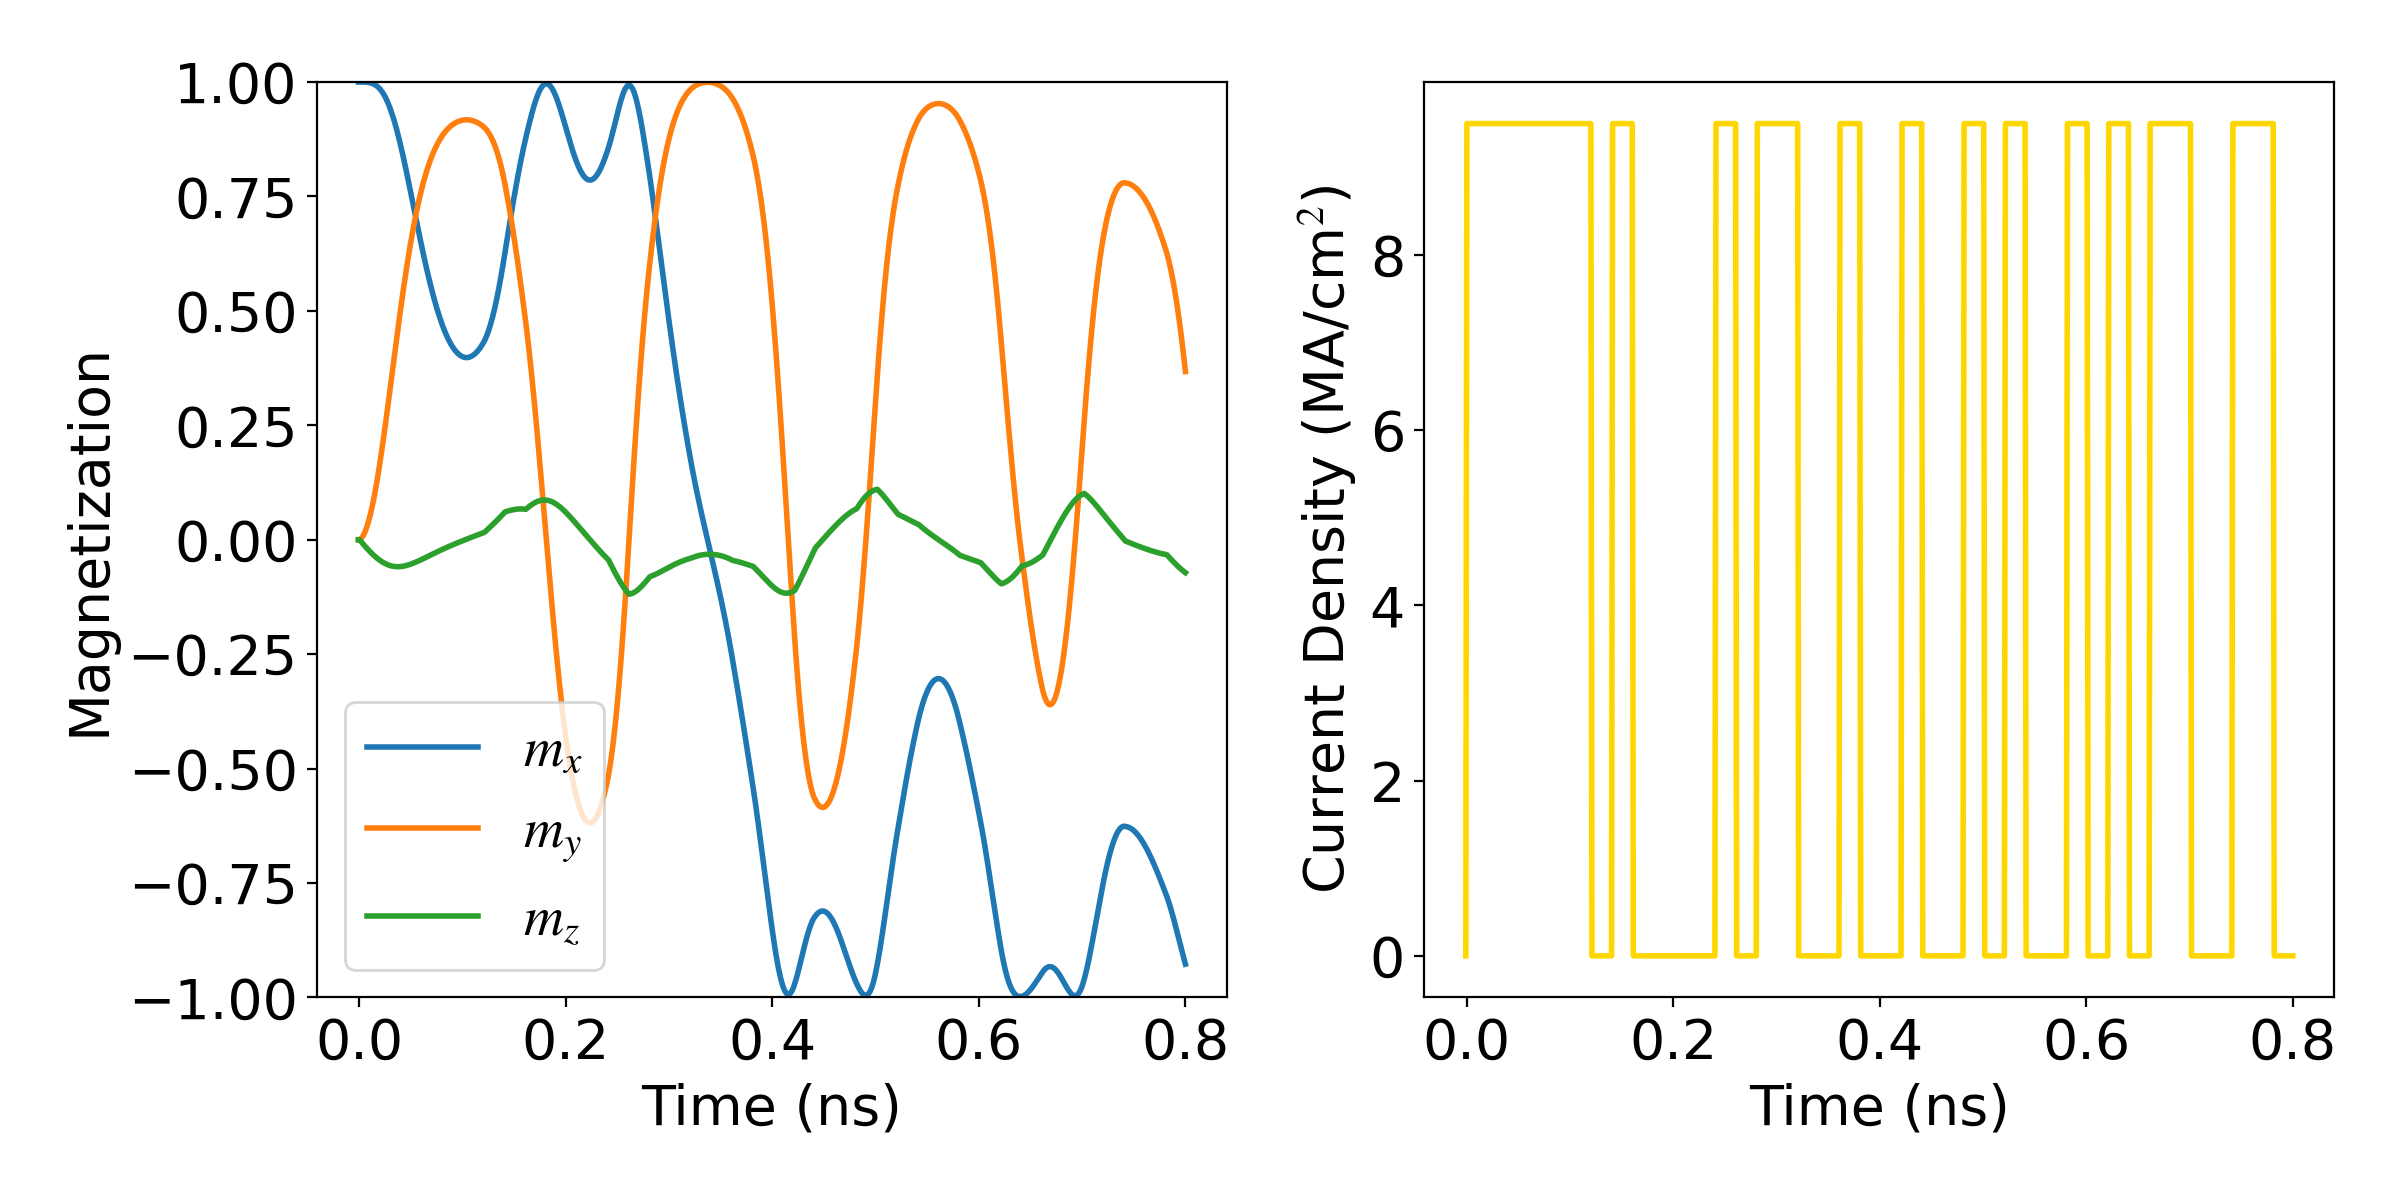 Magnetization
1.00
0.75
0.50
0.25
0.00
−0.25
−0.50
−0.75
−1.00
m_x
m_y
m_z
0.0 0.2 0.4 0.6 0.8
Time (ns)
Current Density (MA/cm²)
8
6
4
2
0
0.0 0.2 0.4 0.6 0.8
Time (ns)